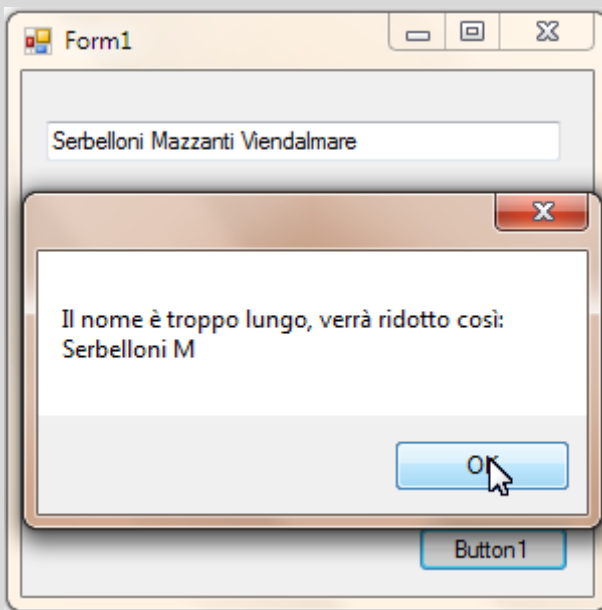 Form1
Serbelloni Mazzanti Viendalmare
Il nome è troppo lungo, verrà ridotto così:
Serbelloni M
OK
Button1